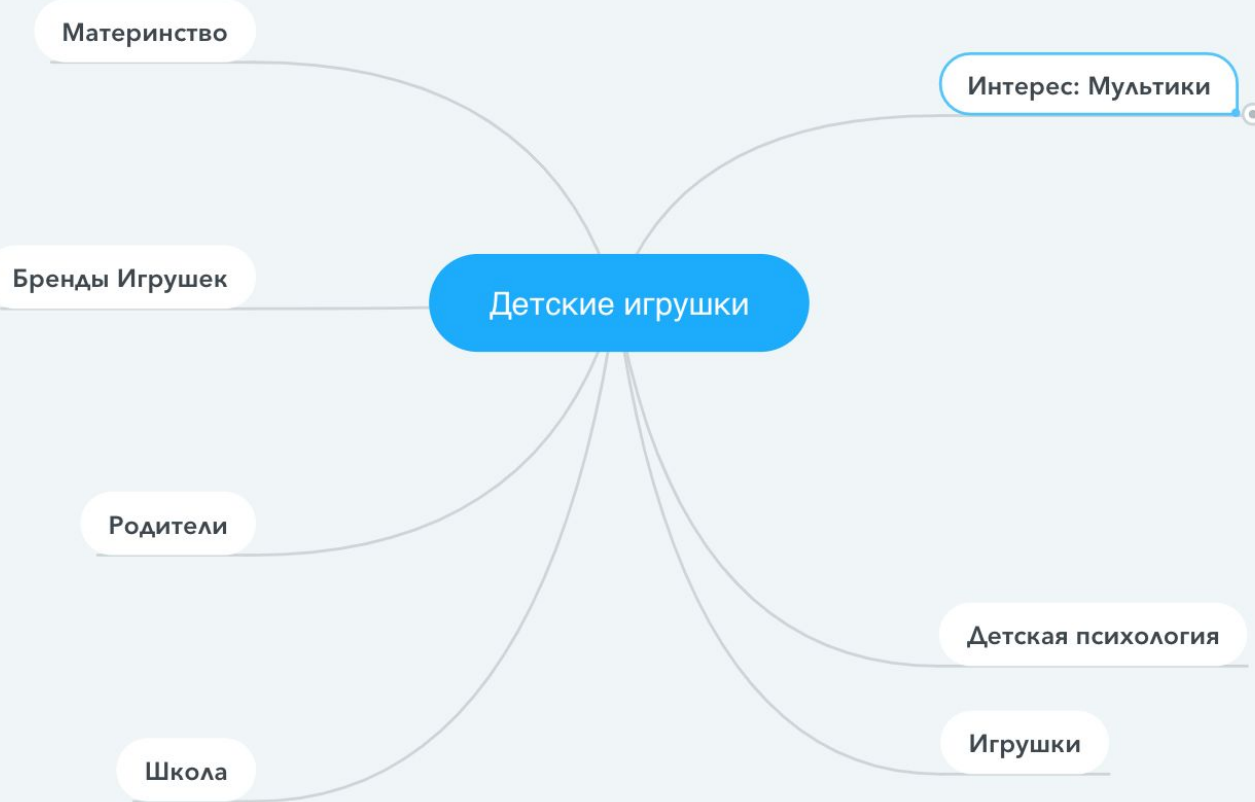 Материнство
Интерес: Мультики
Бренды Игрушек
Детские игрушки
Родители
Детская психология
Игрушки
Школа